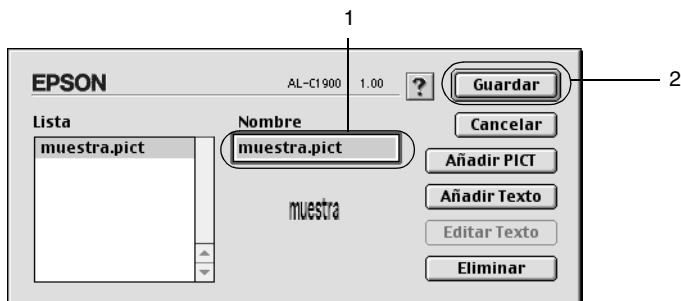 1
EPSON AL-C1900 1.00 ? Guardar 2
Lista Nombre Cancelar
muestra.pict muestra.pict
Añadir PICT
muestra Añadir Texto
Editar Texto
Eliminar